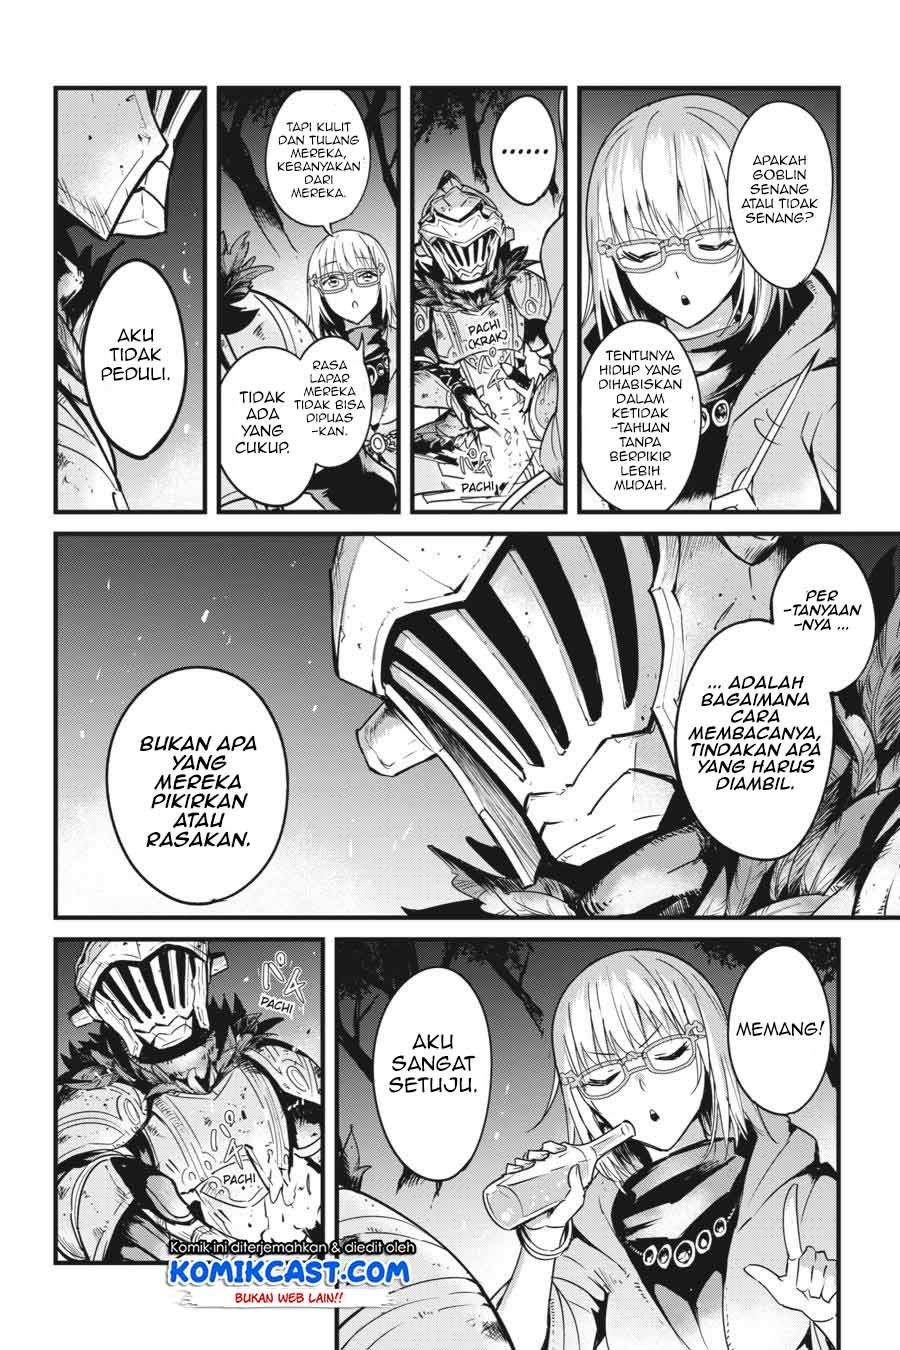 APAKAH
GOBLIN
SENANG
ATAU TIDAK
SENANG?
TENTUNYA
HIDUP YANG
DIHABISKAN
DALAM
KETIDAK
-TAHUAN
TANPA
BERPIKIR
LEBIH
MUDAH.
......
PACHI
(KRAK)
パチ
PACHI
TAPI KULIT
DAN TULANG
MEREKA,
KEBANYAKAN
DARI
MEREKA.
RASA
LAPAR
MEREKA
TIDAK BISA
DIPUAS
-KAN.
TIDAK
ADA
YANG
CUKUP.
AKU
TIDAK
PEDULI.
PER
-TANYAAN
-NYA ...
... ADALAH
BAGAIMANA
CARA
MEMBACANYA,
TINDAKAN APA
YANG HARUS
DIAMBIL.
BUKAN APA
YANG
MEREKA
PIKIRKAN
ATAU
RASAKAN.
MEMANG!
AKU
SANGAT
SETUJU.
パチ
PACHI
PACHI
Komik ini diterjemahkan & diedit oleh
KOMIKCAST.COM
BUKAN WEB LAIN!!